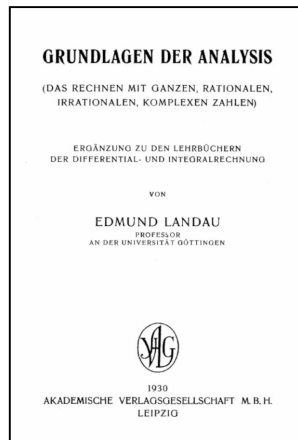 GRUNDLAGEN DER ANALYSIS
(DAS RECHNEN MIT GANZEN, RATIONALEN,
IRRATIONALEN, KOMPLEXEN ZAHLEN)
ERGÄNZUNG ZU DEN LEHRBÜCHERN
DER DIFFERENTIAL- UND INTEGRALRECHNUNG
VON
EDMUND LANDAU
PROFESSOR
AN DER UNIVERSITÄT GÖTTINGEN
1930
AKADEMISCHE VERLAGSGESELLSCHAFT M. B. H.
LEIPZIG